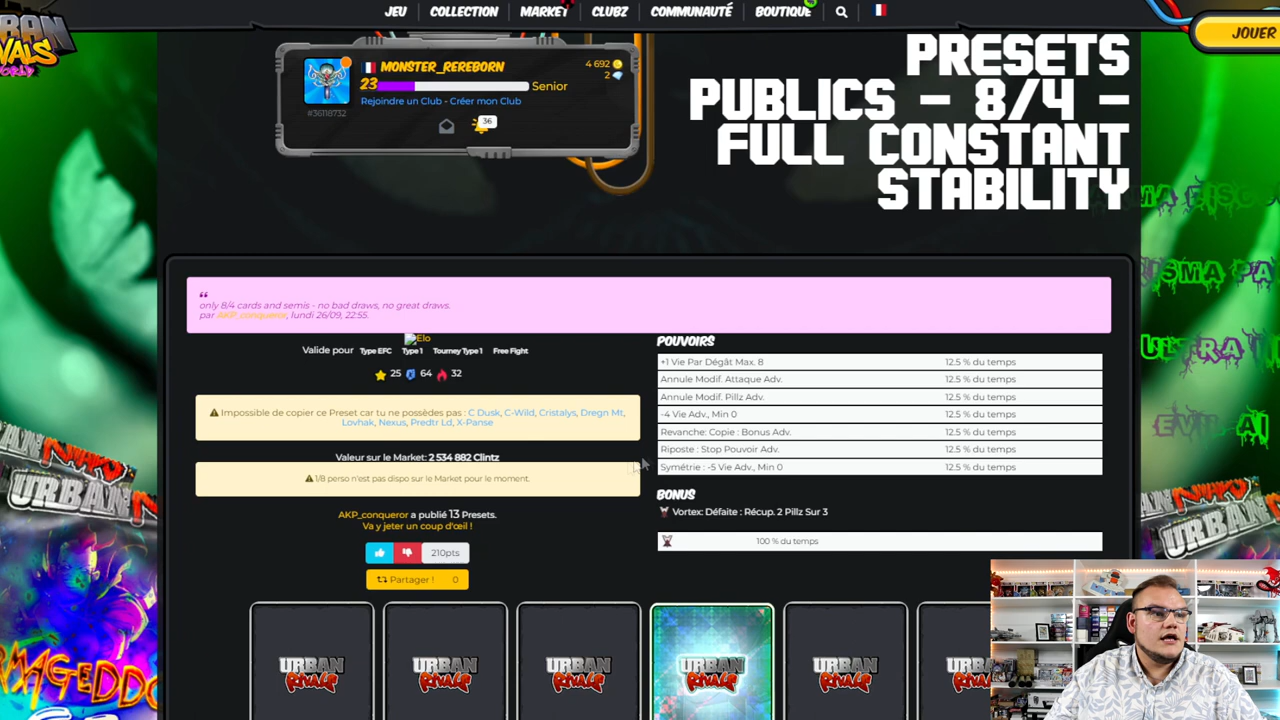 JEU COLLECTION MARKET CLUBZ COMMUNAUTÉ BOUTIQUE
JOUER
MONSTER_REREBORN
4 692
23 Senior
2
Rejoindre un Club - Créer mon Club
#36118732
36
PRESETS
PUBLICS - 8/4 -
FULL CONSTANT
STABILITY
only 8/4 cards and semis - no bad draws, no great draws.
par AKP_conqueror, lundi 26/09, 22:55.
Elo
Valide pour Type EFC Type 1 Tourney Type 1 Free Fight
25 64 32
Impossible de copier ce Preset car tu ne possèdes pas : C Dusk, C-Wild, Cristalys, Dregn Mt,
Lovhak, Nexus, Predtr Ld, X-Panse
Valeur sur le Market: 2 534 882 Clintz
1/8 perso n'est pas dispo sur le Market pour le moment.
AKP_conqueror a publié 13 Presets.
Va y jeter un coup d'œil !
210pts
Partager ! 0
POUVOIRS
+1 Vie Par Dégât Max. 8 12.5 % du temps
Annule Modif. Attaque Adv. 12.5 % du temps
Annule Modif. Pillz Adv. 12.5 % du temps
-4 Vie Adv., Min 0 12.5 % du temps
Revanche: Copie : Bonus Adv. 12.5 % du temps
Riposte : Stop Pouvoir Adv. 12.5 % du temps
Symétrie : -5 Vie Adv., Min 0 12.5 % du temps
BONUS
Vortex: Défaite : Récup. 2 Pillz Sur 3
100 % du temps
URBAN RIVALS
URBAN RIVALS
URBAN RIVALS
URBAN RIVALS
URBAN RIVALS